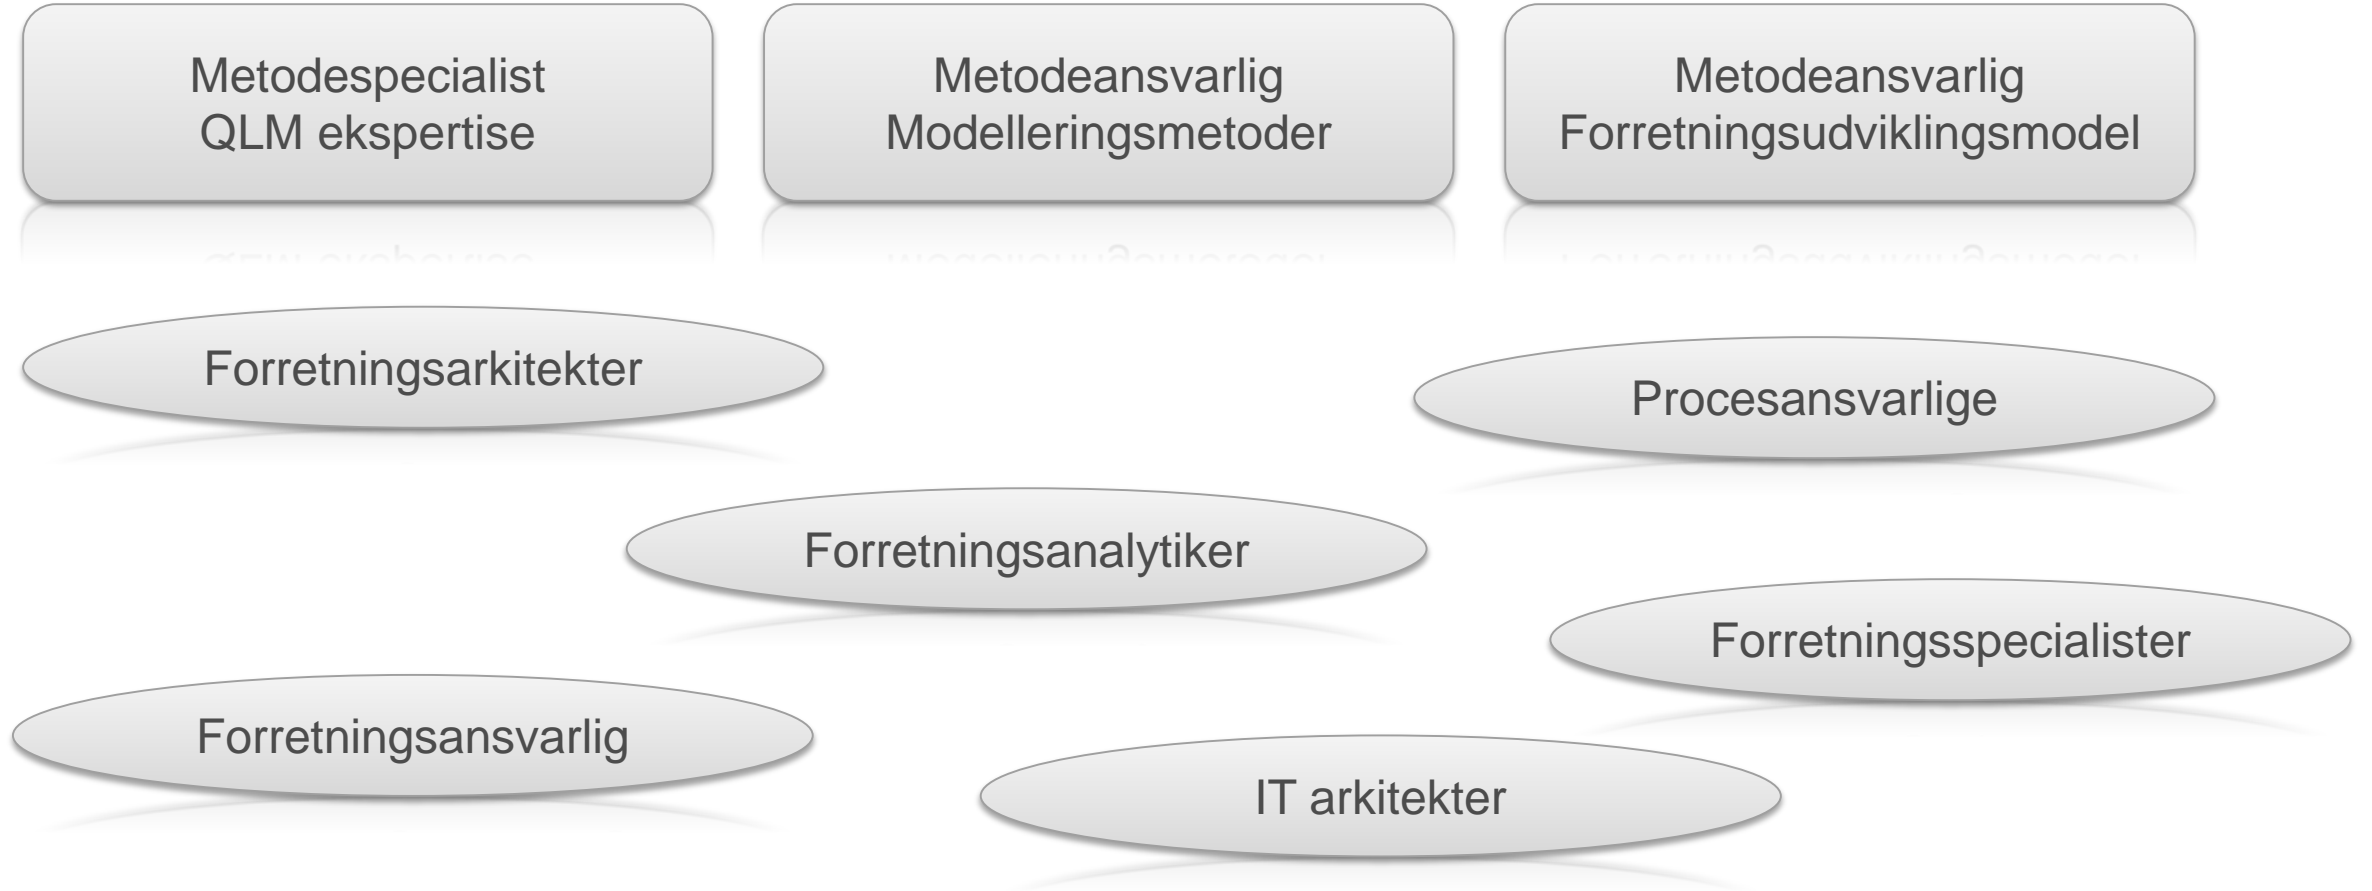 Metodespecialist
QLM ekspertise
Metodeansvarlig
Modelleringsmetoder
Metodeansvarlig
Forretningsudviklingsmodel
Forretningsarkitekter
Procesansvarlige
Forretningsanalytiker
Forretningsspecialister
Forretningsansvarlig
IT arkitekter